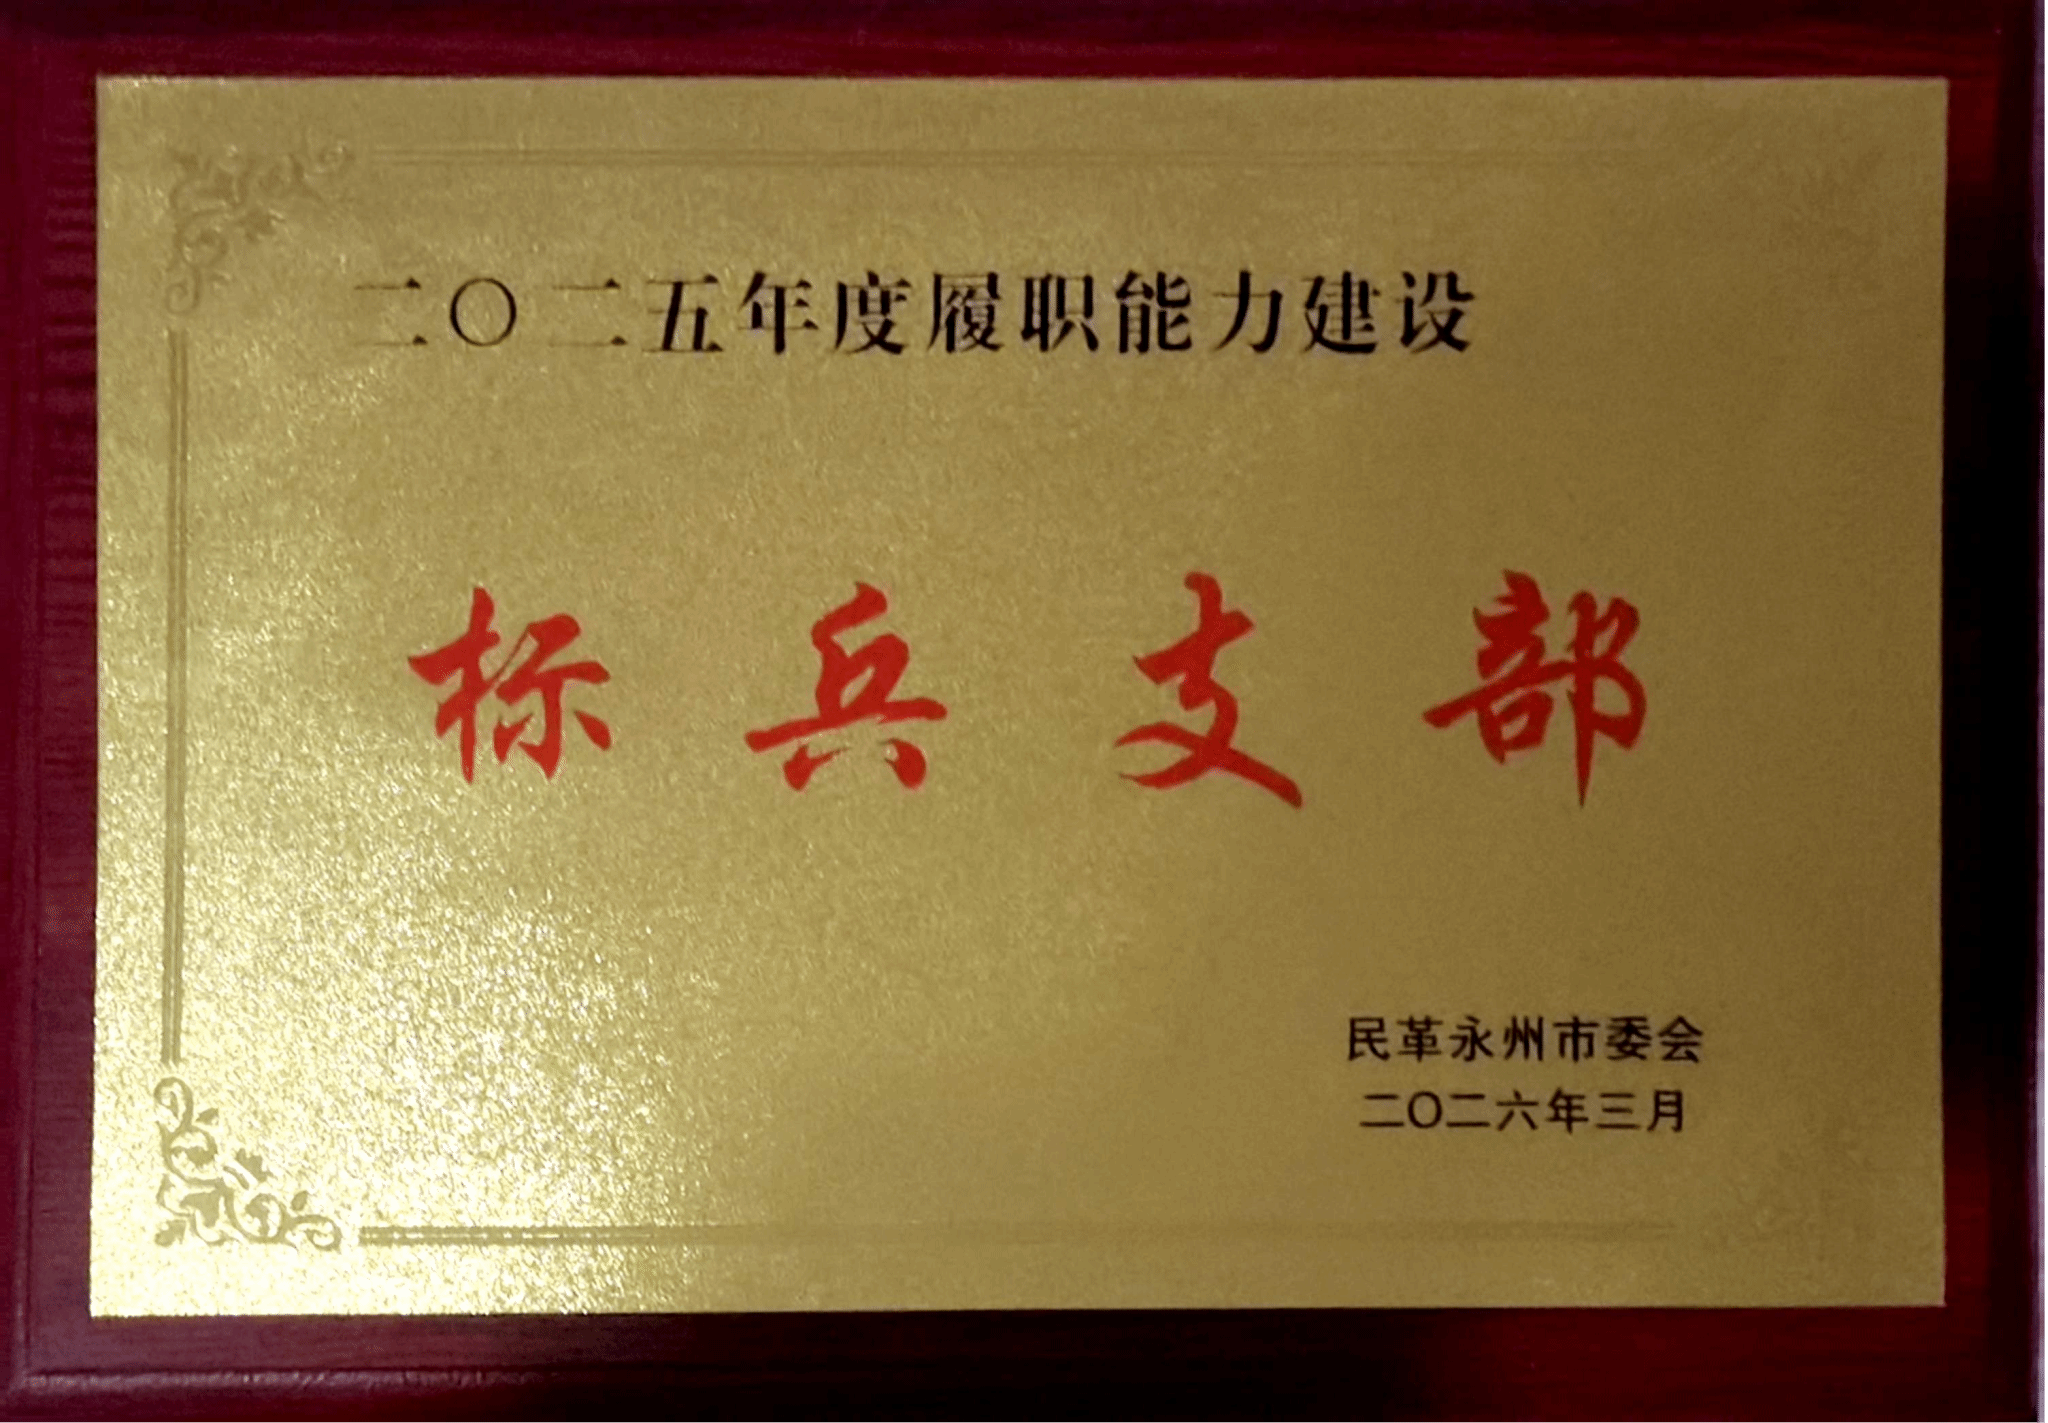 二〇二五年度履职能力建设
标兵支部
民革永州市委会
二〇二六年三月